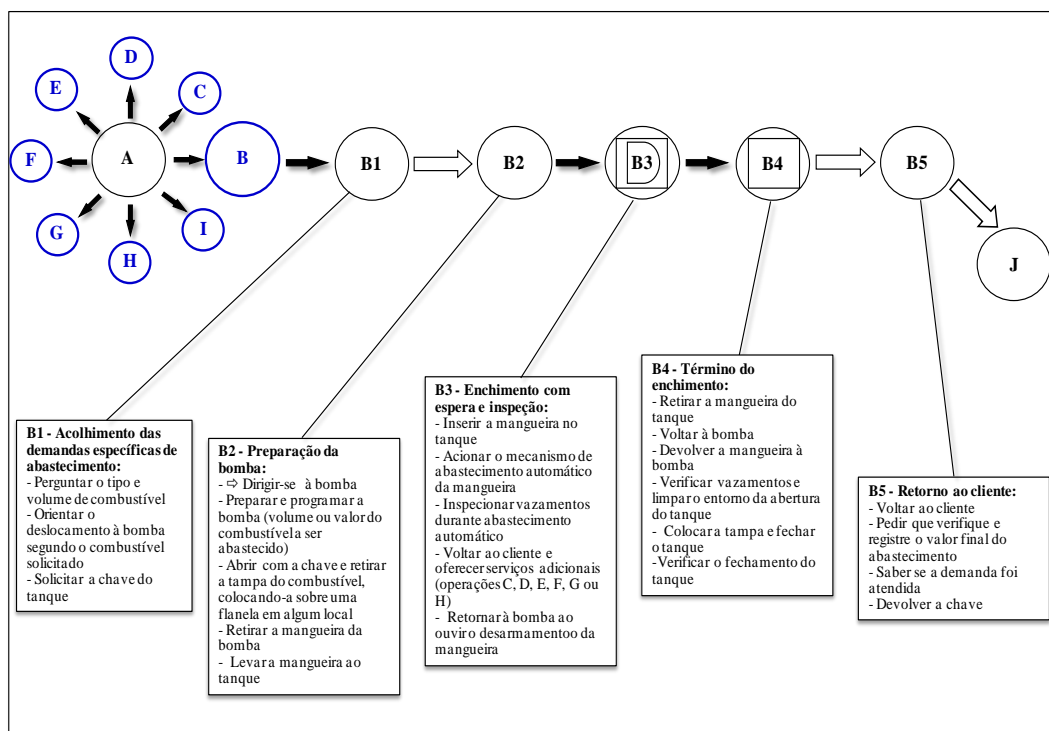 D
E
C
F
A
B
G
H
I
B1
B2
B3
B4
B5
J
B1 - Acolhimento das
demandas específicas de
abastecimento:
- Perguntar o tipo e
volume de combustível
- Orientar o
deslocamento à bomba
segundo o combustível
solicitado
- Solicitar a chave do
tanque
B2 - Preparação da
bomba:
- ⇨ Dirigir-se à bomba
- Preparar e programar a
bomba (volume ou valor do
combustível a ser
abastecido)
- Abrir com a chave e retirar
a tampa do combustível,
colocando-a sobre uma
flanela em algum local
- Retirar a mangueira da
bomba
- Levar a mangueira ao
tanque
B3 - Enchimento com
espera e inspeção:
- Inserir a mangueira no
tanque
- Acionar o mecanismo de
abastecimento automático
da mangueira
- Inspecionar vazamentos
durante abastecimento
automático
- Voltar ao cliente e
oferecer serviços adicionais
(operações C, D, E, F, G ou
H)
- Retornar à bomba ao
ouvir o desarmamentoo da
mangueira
B4 - Término do
enchimento:
- Retirar a mangueira do
tanque
- Voltar à bomba
- Devolver a mangueira à
bomba
- Verificar vazamentos e
limpar o entorno da abertura
do tanque
- Colocar a tampa e fechar
o tanque
-Verificar o fechamento do
tanque
B5 - Retorno ao cliente:
- Voltar ao cliente
- Pedir que verifique e
registre o valor final do
abastecimento
- Saber se a demanda foi
atendida
- Devolver a chave